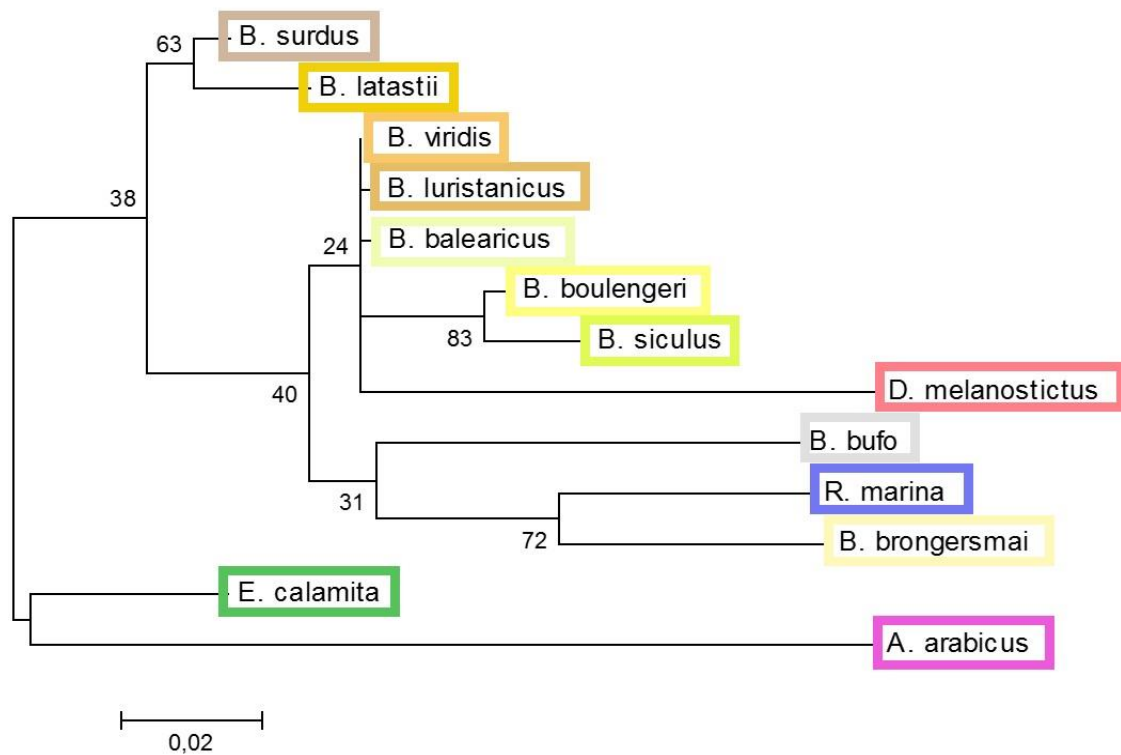 63
B. surdus
B. latastii
B. viridis
38
B. luristanicus
24
B. balearicus
B. boulengeri
83
B. siculus
40
D. melanostictus
B. bufo
31
R. marina
72
B. brongersmai
E. calamita
A. arabicus
0,02